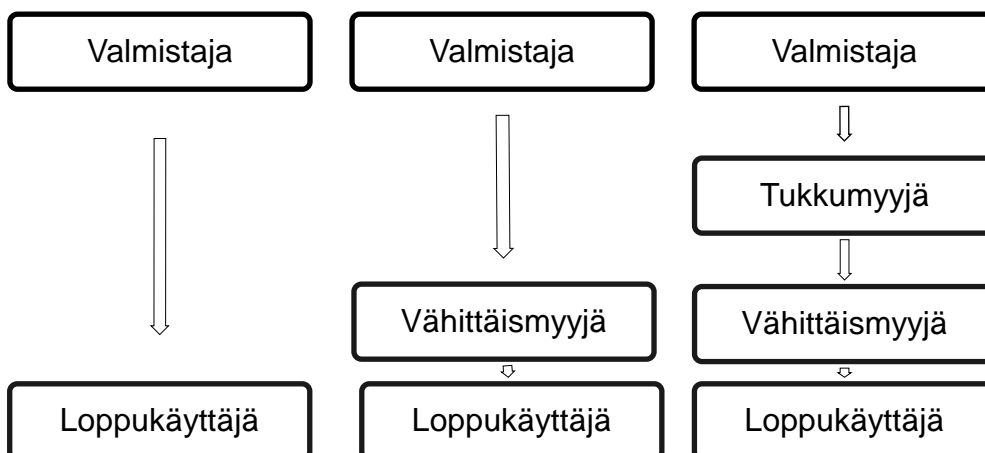 Valmistaja
Valmistaja
Valmistaja
Tukkumyyjä
Vähittäismyyjä
Vähittäismyyjä
Loppukäyttäjä
Loppukäyttäjä
Loppukäyttäjä